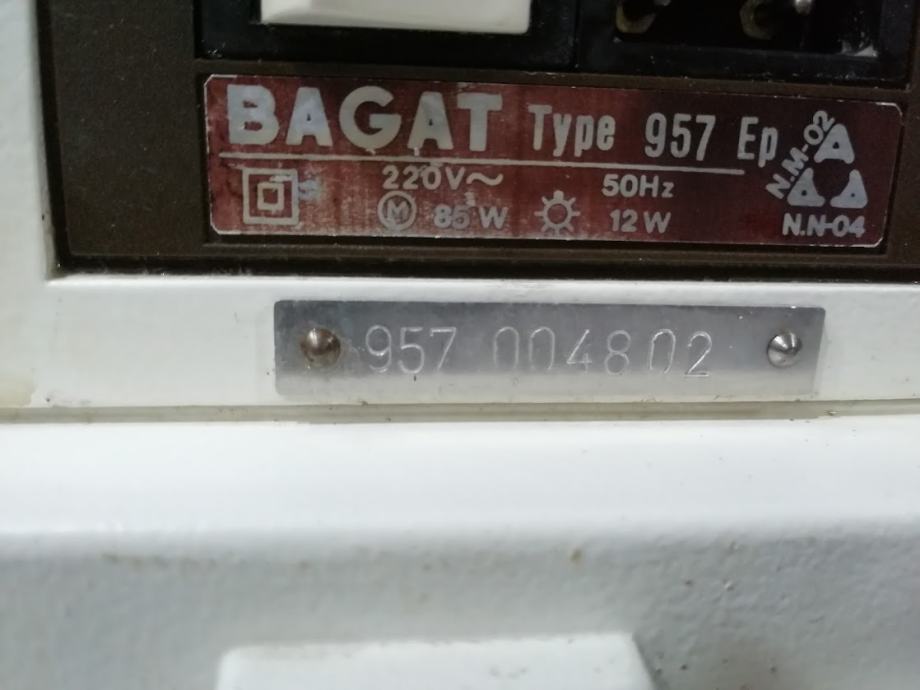 BAGAT Type 957 Ep
N.M-02
220V~ 50Hz
M 85 W 12 W
N.N-04
957 004802